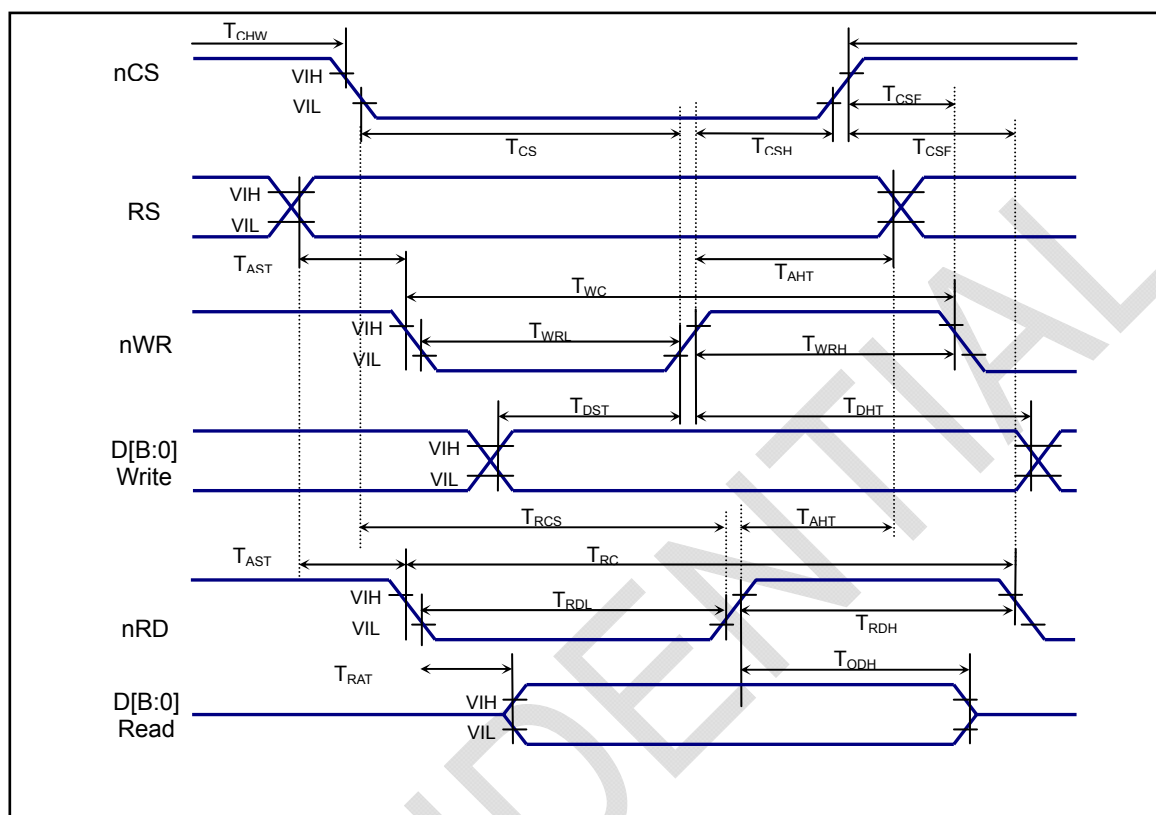 TCHW
nCS
VIH
VIL
TCSF
TCS
TCSH
TCSF
VIH
RS
VIL
TAST
TAHT
TWC
nWR
VIH
VIL
TWRL
TWRH
TDST
TDHT
D[B:0]
Write
VIH
VIL
TRCS
TAHT
TAST
TRC
VIH
nRD
VIL
TRDL
TRDH
TRAT
TODH
D[B:0]
Read
VIH
VIL
NDENTIAL